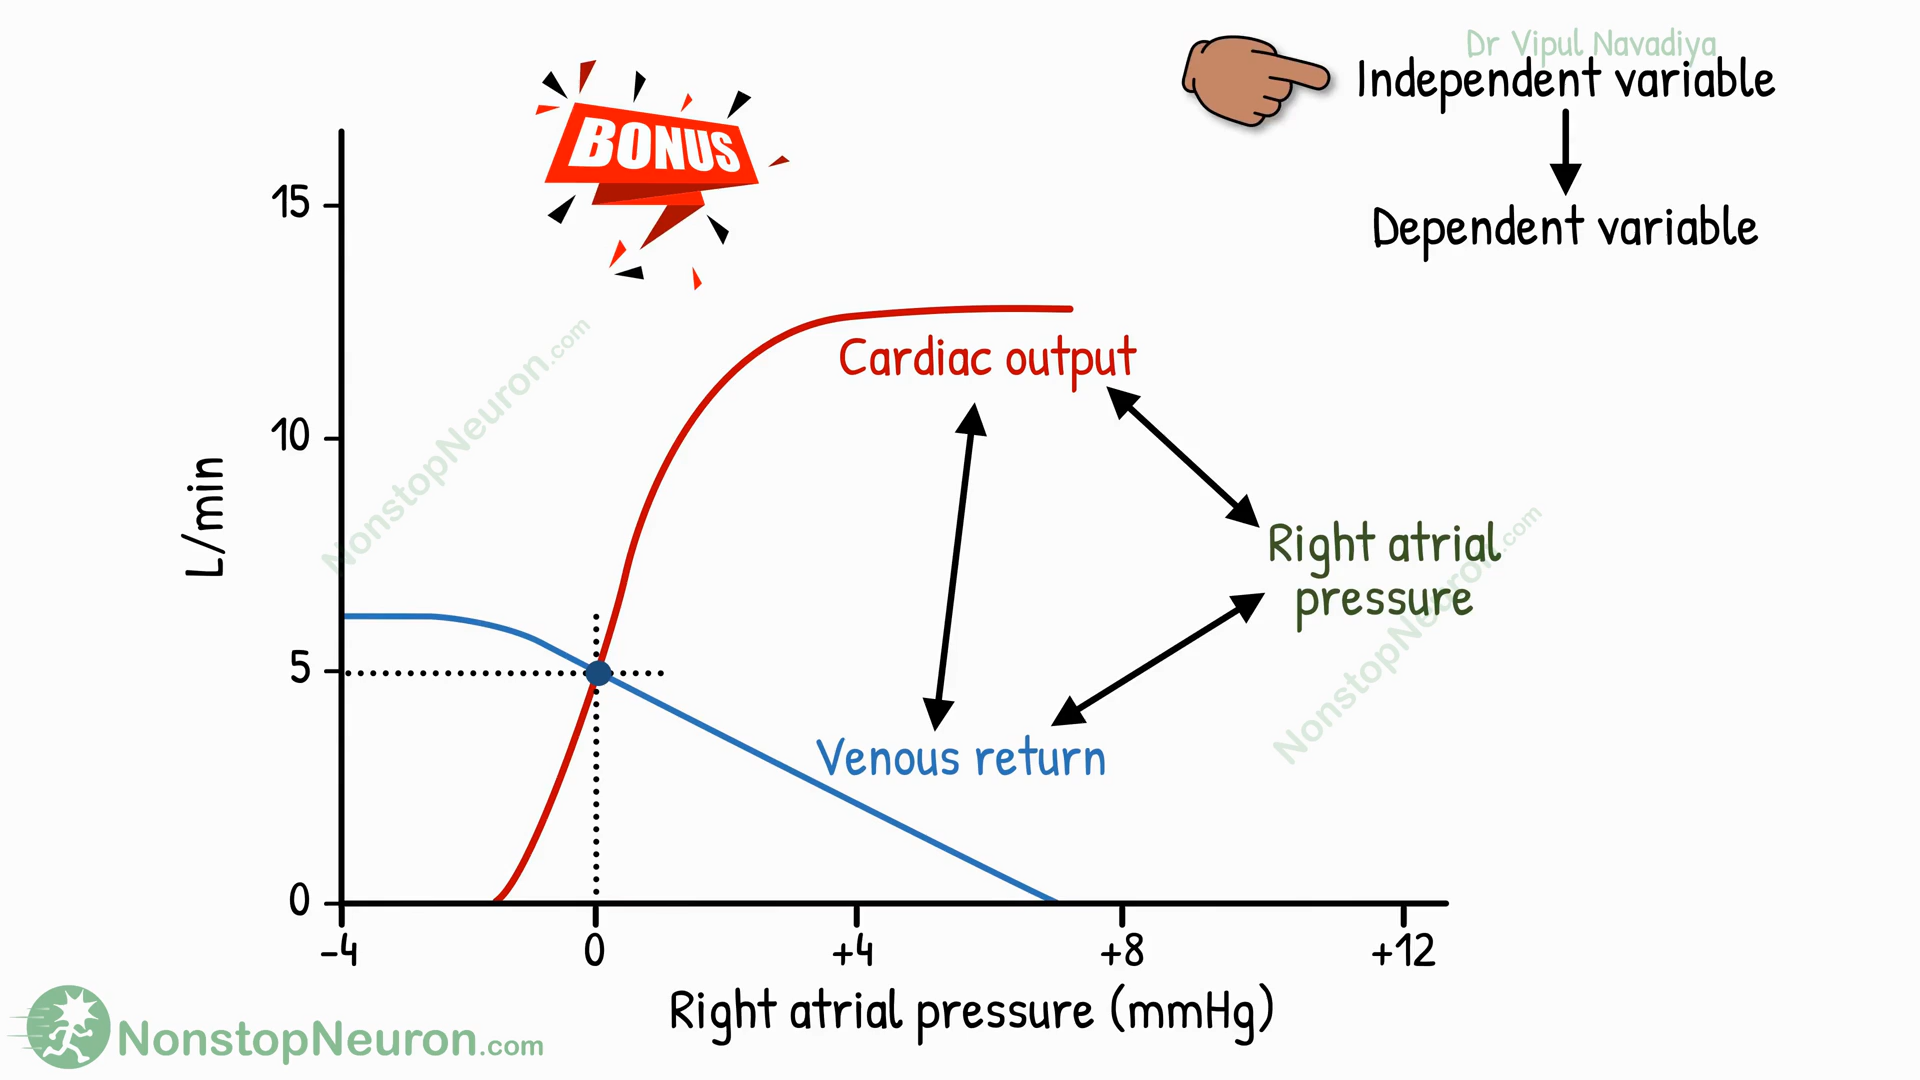 Dr Vipul Navadiya
Independent variable
Dependent variable
BONUS
15
10
5
0
L/min
Cardiac output
Right atrial
pressure
Venous return
-4
0
+4
+8
+12
Right atrial pressure (mmHg)
NonstopNeuron.com
NonstopNeuron.com
NonstopNeuron.com